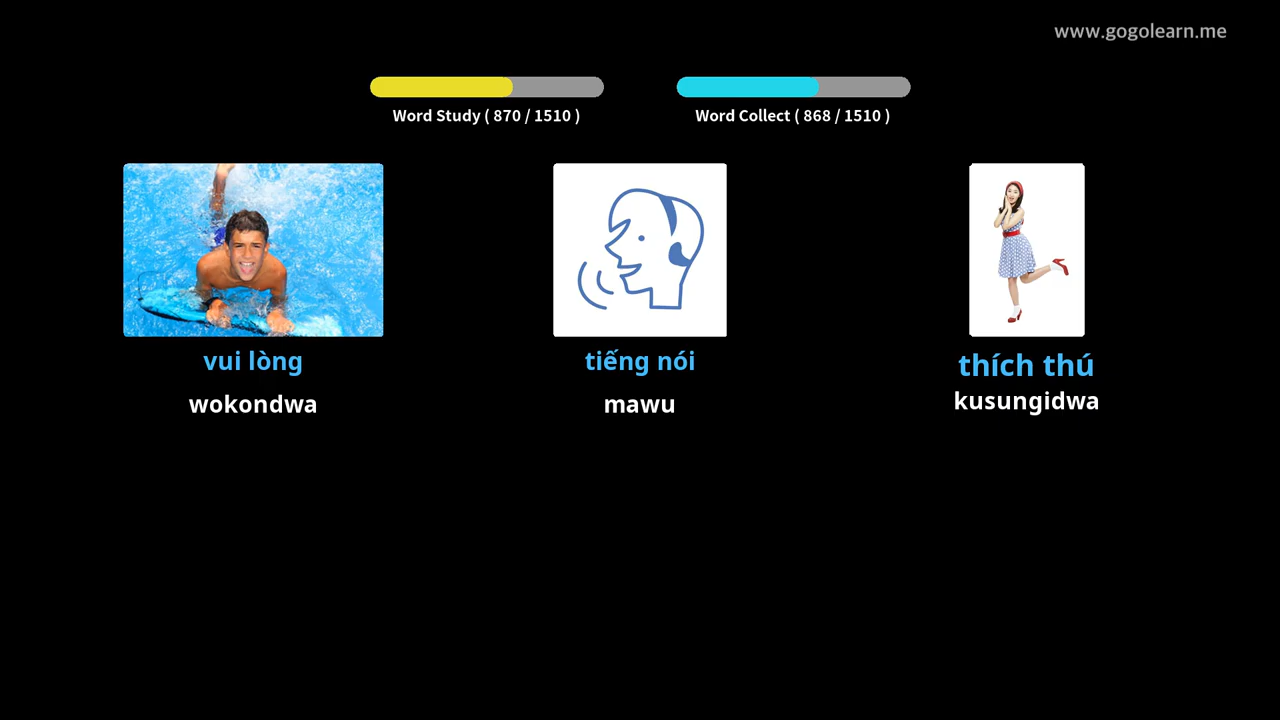 www.gogolearn.me
Word Study ( 870 / 1510 )
Word Collect ( 868 / 1510 )
vui lòng
wokondwa
tiếng nói
mawu
thích thú
kusungidwa